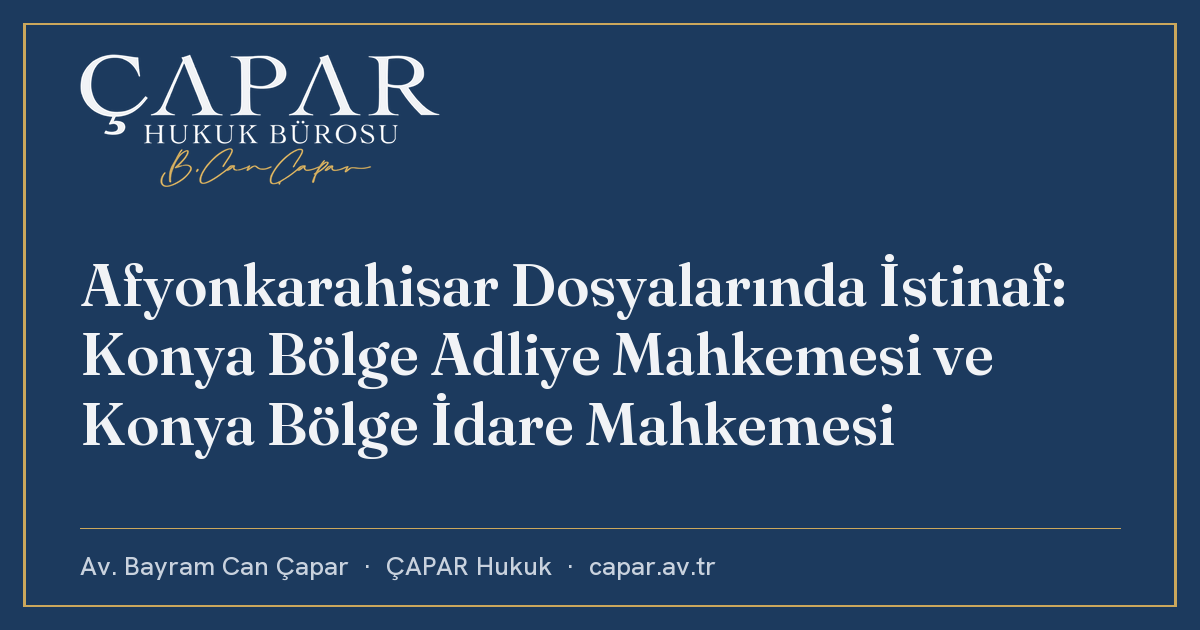 ÇAPAR
HUKUK BÜROSU
B.Can Çapar
Afyonkarahisar Dosyalarında İstinaf:
Konya Bölge Adliye Mahkemesi ve
Konya Bölge İdare Mahkemesi
Av. Bayram Can Çapar · ÇAPAR Hukuk · capar.av.tr